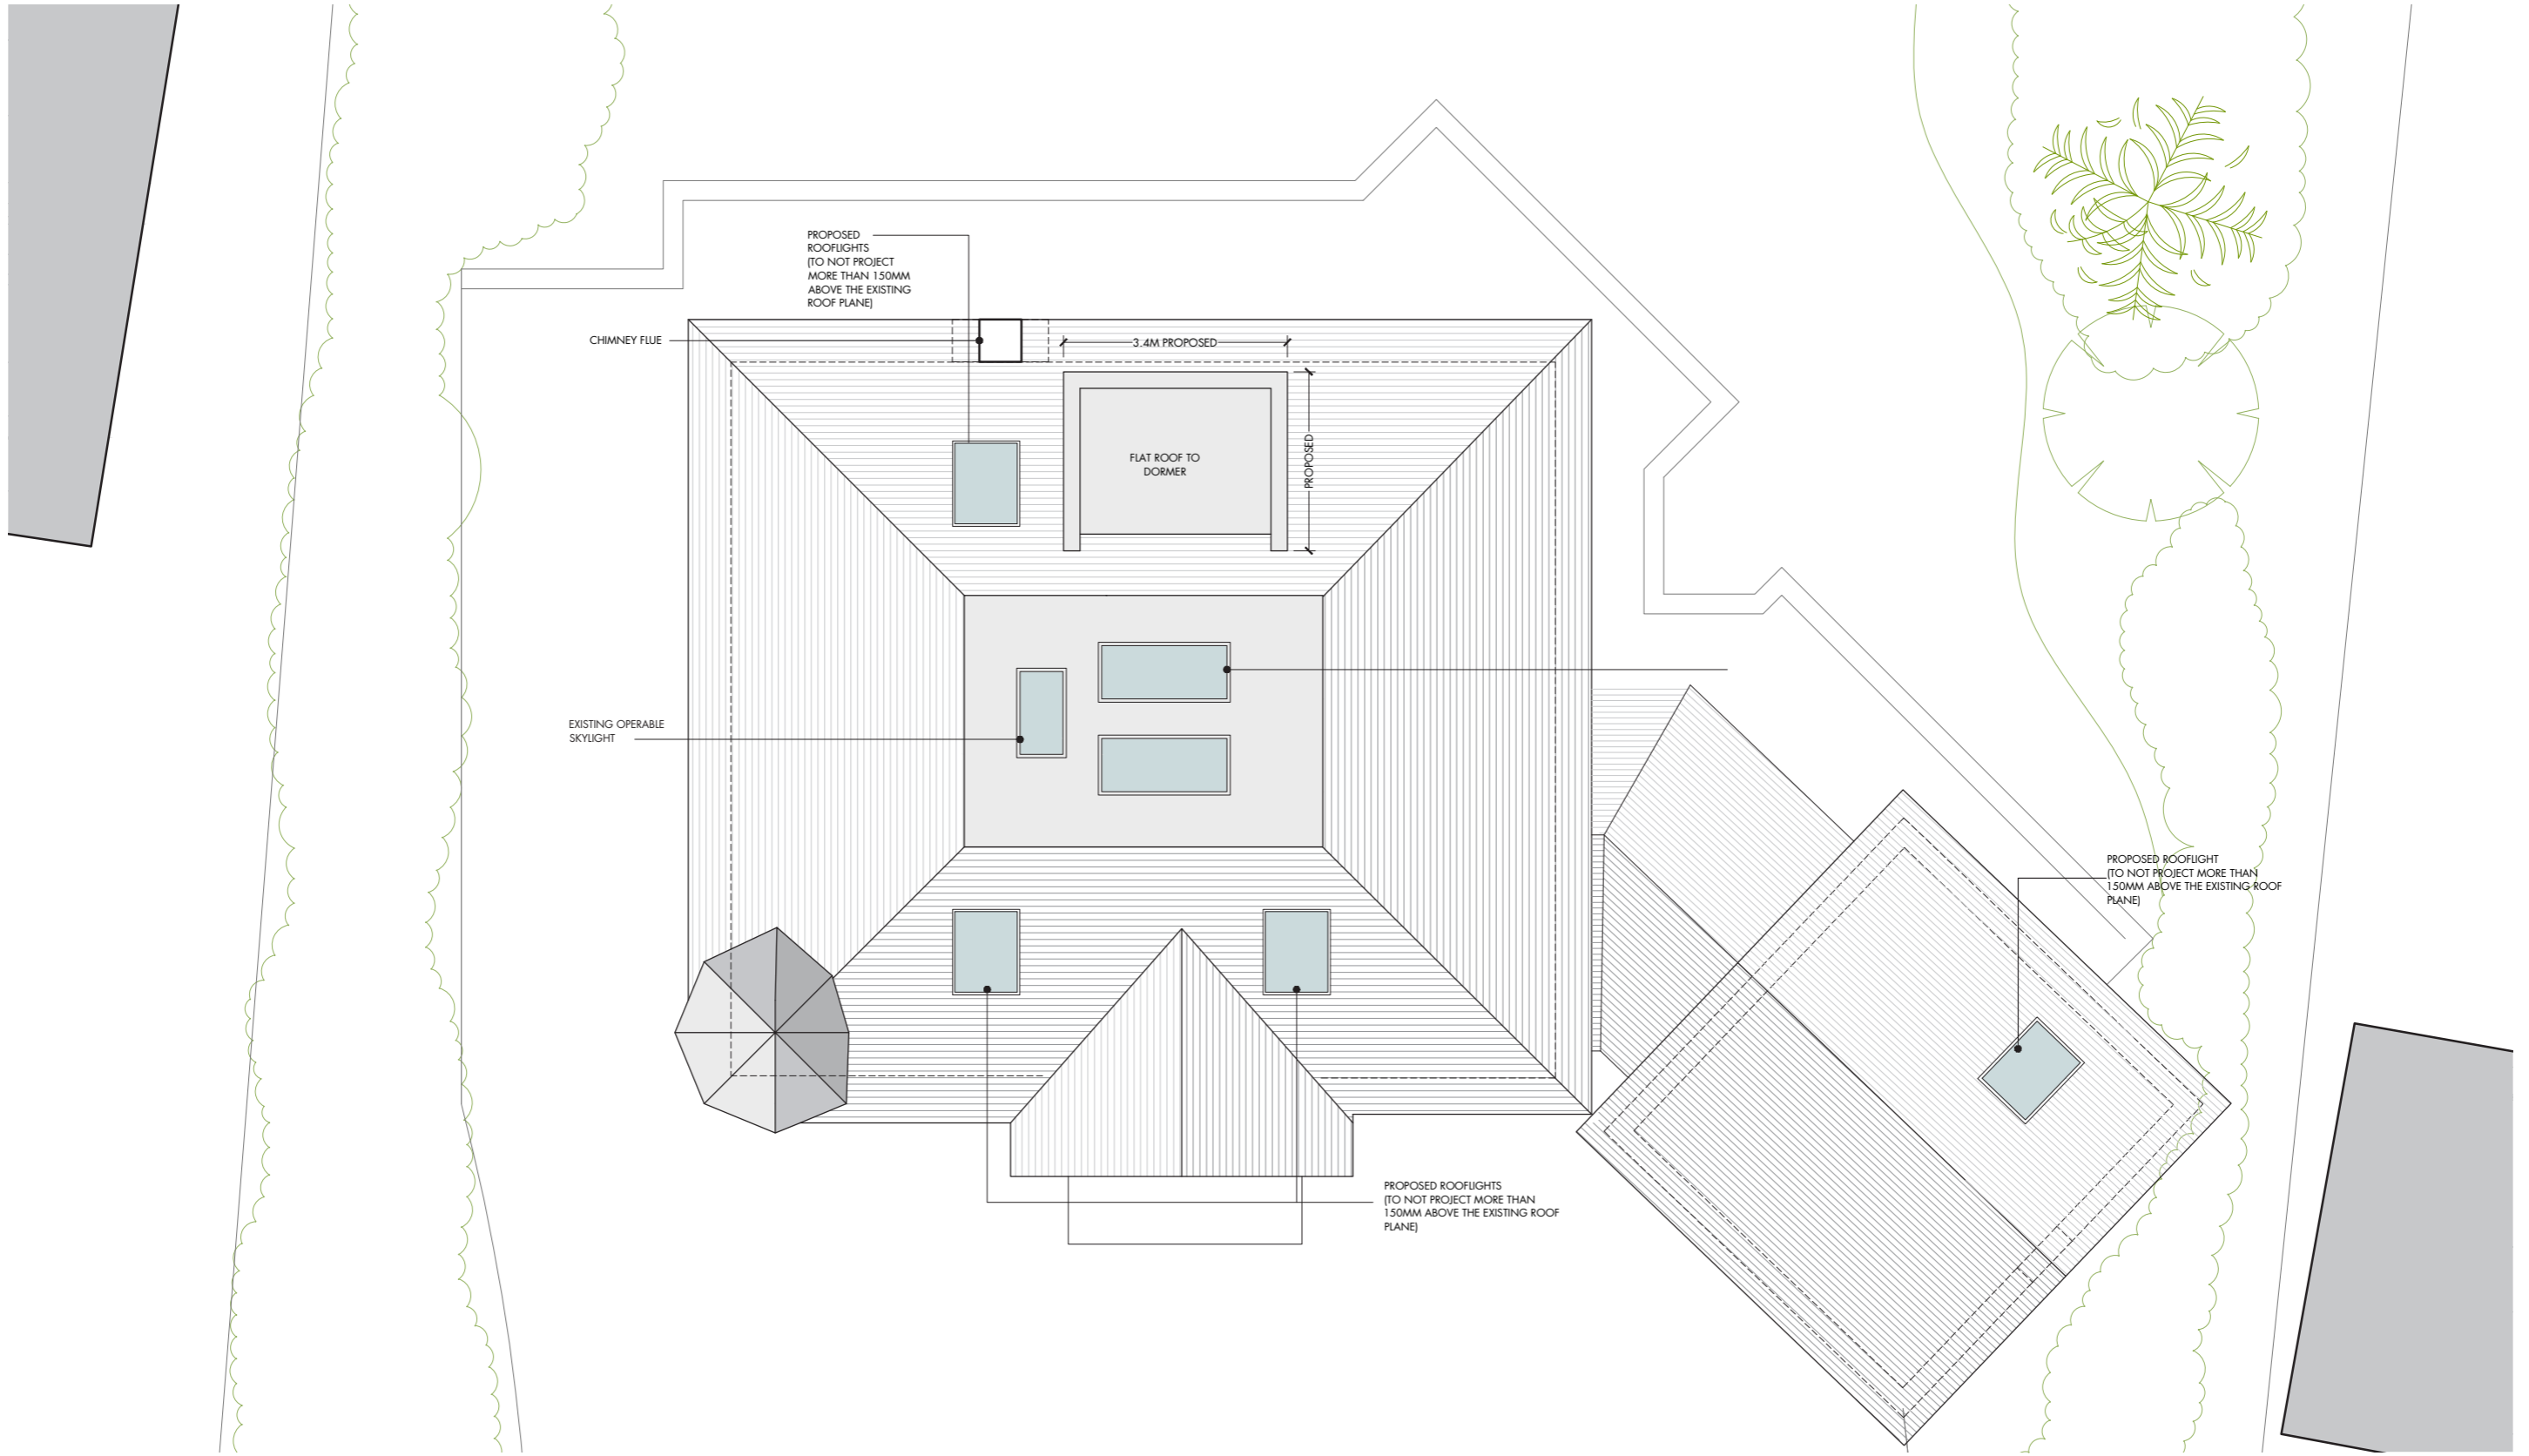 PROPOSED
ROOFLIGHTS
(TO NOT PROJECT
MORE THAN 150MM
ABOVE THE EXISTING
ROOF PLANE)
CHIMNEY FLUE
3.4M PROPOSED
FLAT ROOF TO
DORMER
PROPOSED
EXISTING OPERABLE
SKYLIGHT
PROPOSED ROOFLIGHT
(TO NOT PROJECT MORE THAN
150MM ABOVE THE EXISTING ROOF
PLANE)
PROPOSED ROOFLIGHTS
(TO NOT PROJECT MORE THAN
150MM ABOVE THE EXISTING ROOF
PLANE)